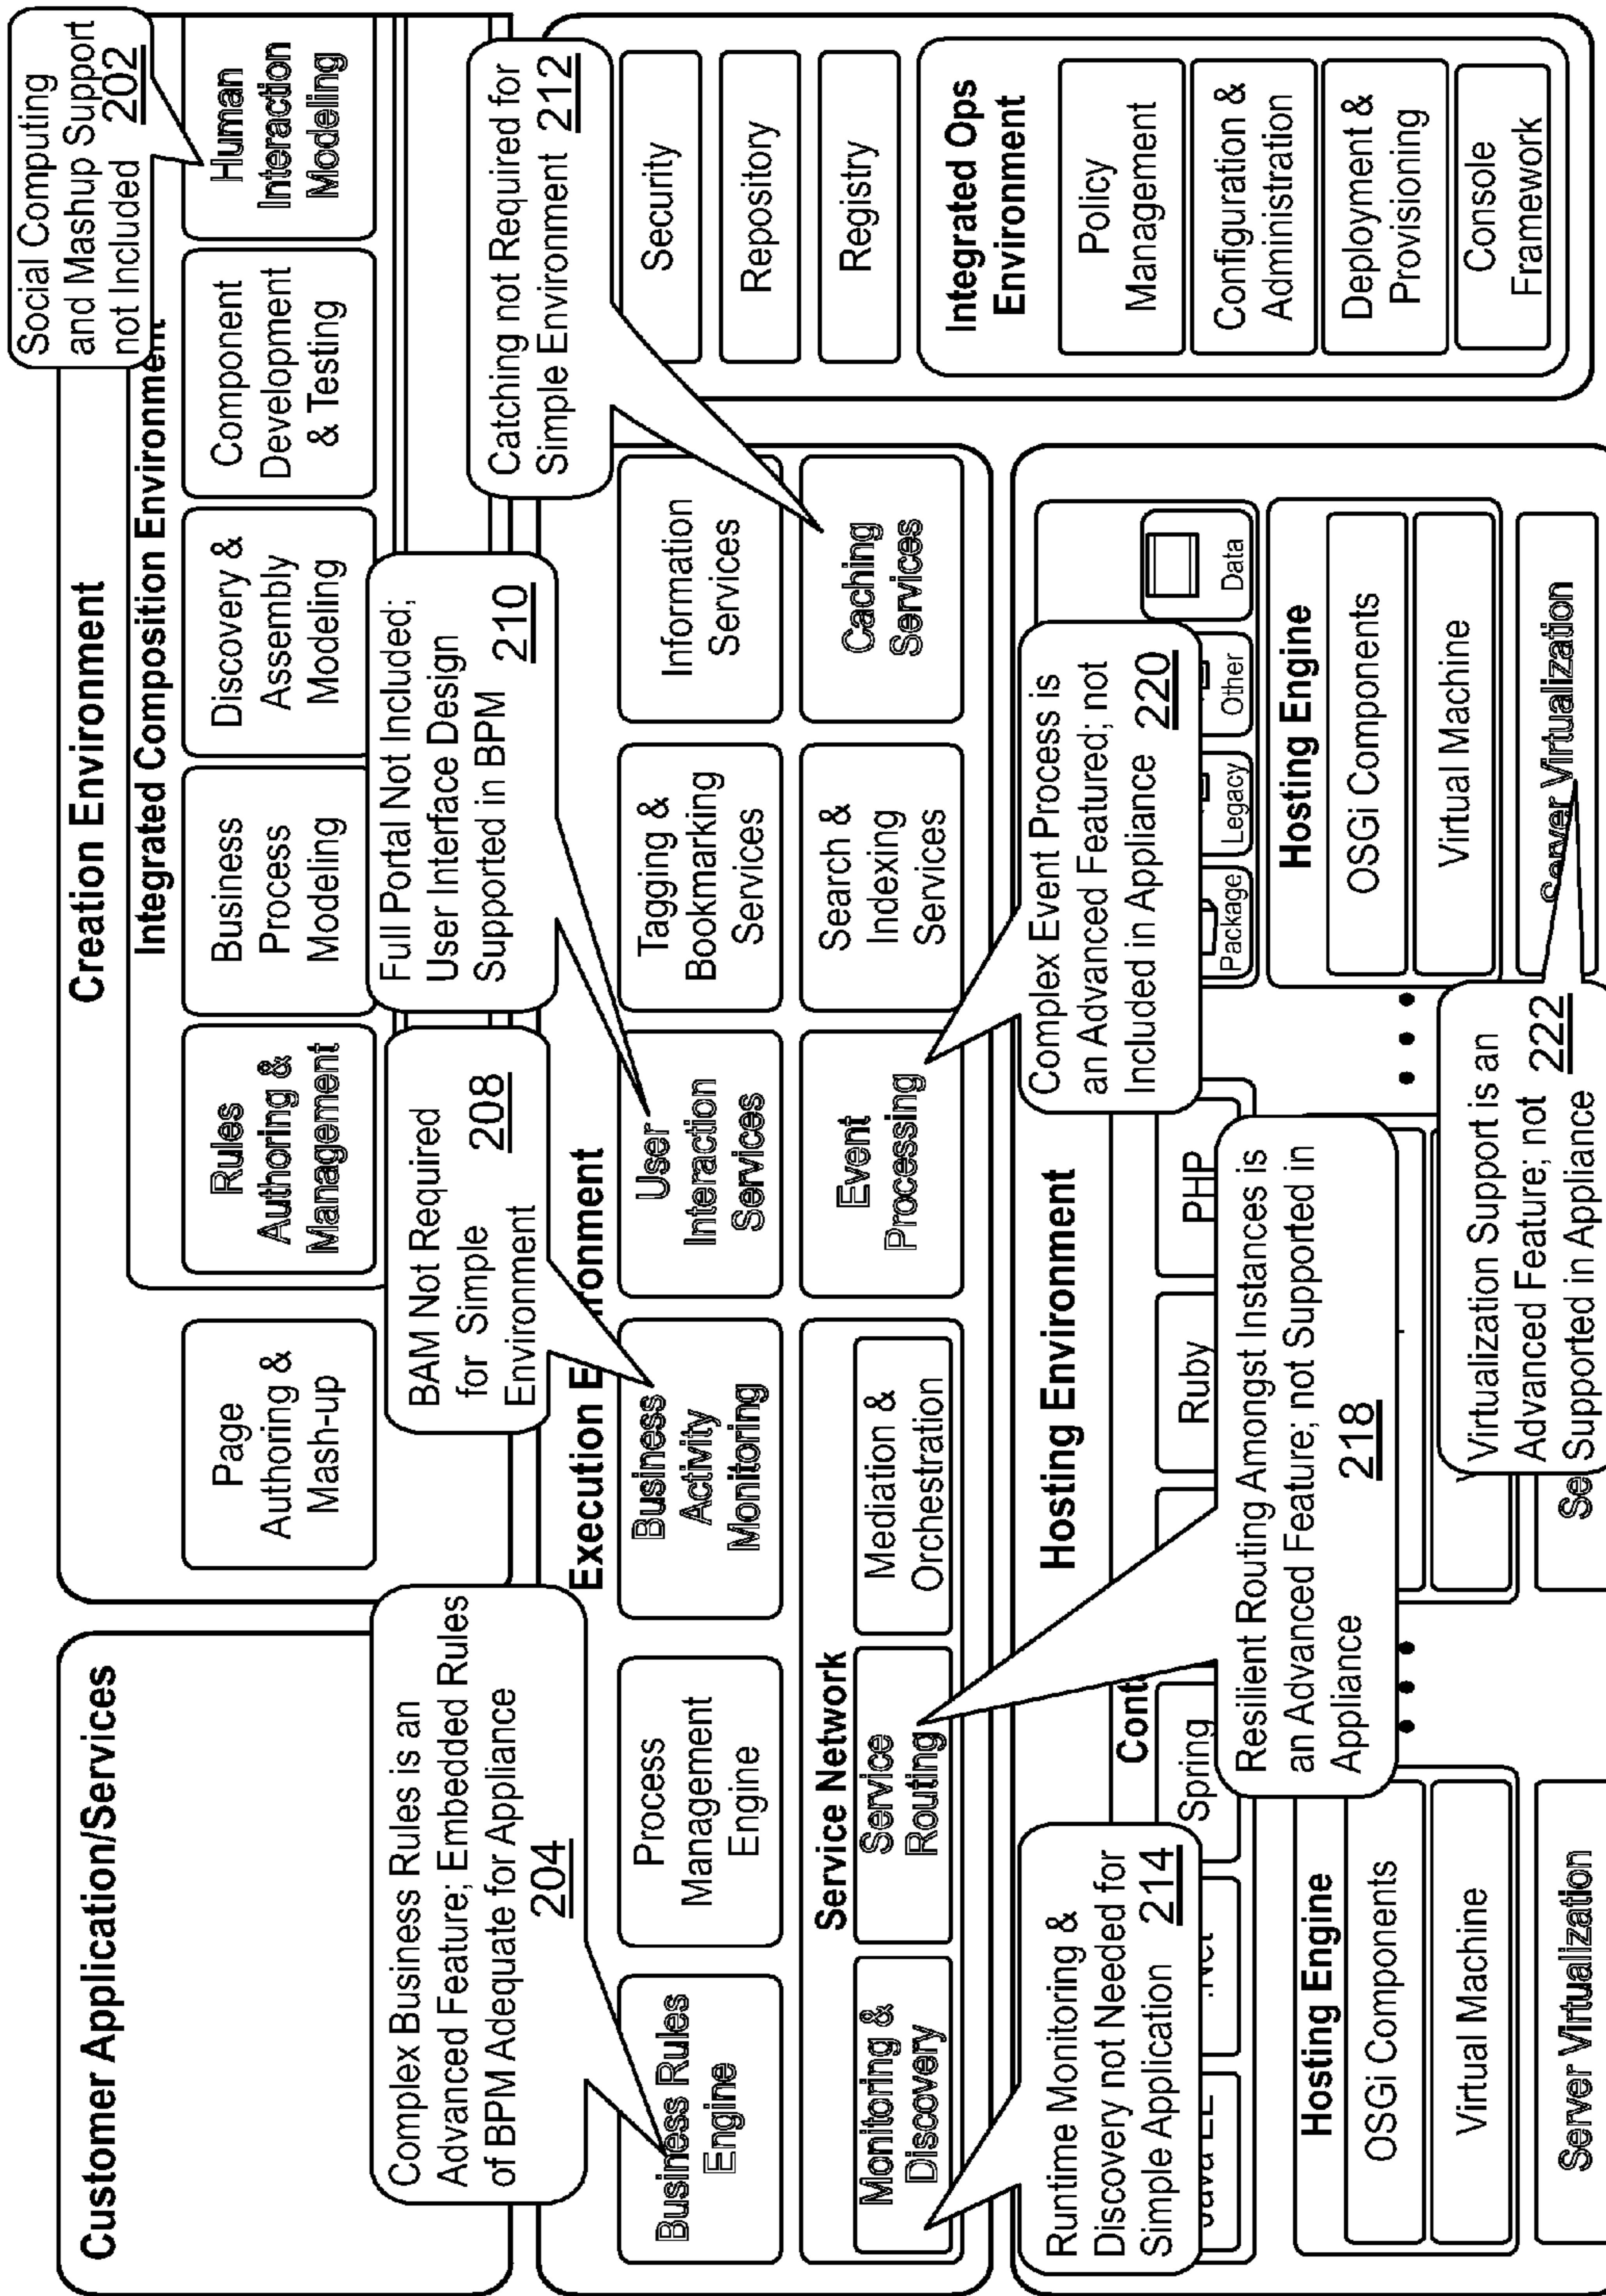 Customer Application/Services
Creation Environment
Integrated Composition Environment
Page
Authoring &
Mash-up
Rules
Authoring &
Management
Business
Process
Modeling
Discovery &
Assembly
Modeling
Component
Development
& Testing
Human
Interaction
Modeling
Social Computing
and Mashup Support
not Included
202
Complex Business Rules is an
Advanced Feature; Embedded Rules
of BPM Adequate for Appliance
204
BAM Not Required
for Simple
Environment
208
Full Portal Not Included;
User Interface Design
Supported in BPM
210
Catching not Required for
Simple Environment
212
Execution E
ronment
Business Rules
Engine
Process
Management
Engine
Business
Activity
Monitoring
User
Interaction
Services
Tagging &
Bookmarking
Services
Information
Services
Service Network
Monitoring &
Discovery
Service
Routing
Mediation &
Orchestration
Event
Processing
Search &
Indexing
Services
Caching
Services
Security
Repository
Registry
Integrated Ops
Environment
Policy
Management
Configuration &
Administration
Deployment &
Provisioning
Console
Framework
Hosting Environment
Runtime Monitoring &
Discovery not Needed for
Simple Application
214
Cont
Java EE
.Net
Spring
Ruby
PHP
Resilient Routing Amongst Instances is
an Advanced Feature; not Supported in
Appliance
218
Complex Event Process is
an Advanced Featured; not
Included in Appliance
220
Package
Legacy
Other
Data
Hosting Engine
OSGi Components
Virtual Machine
Server Virtualization
Se
Virtualization Support is an
Advanced Feature; not
Supported in Appliance
222
Hosting Engine
OSGi Components
Virtual Machine
Server Virtualization